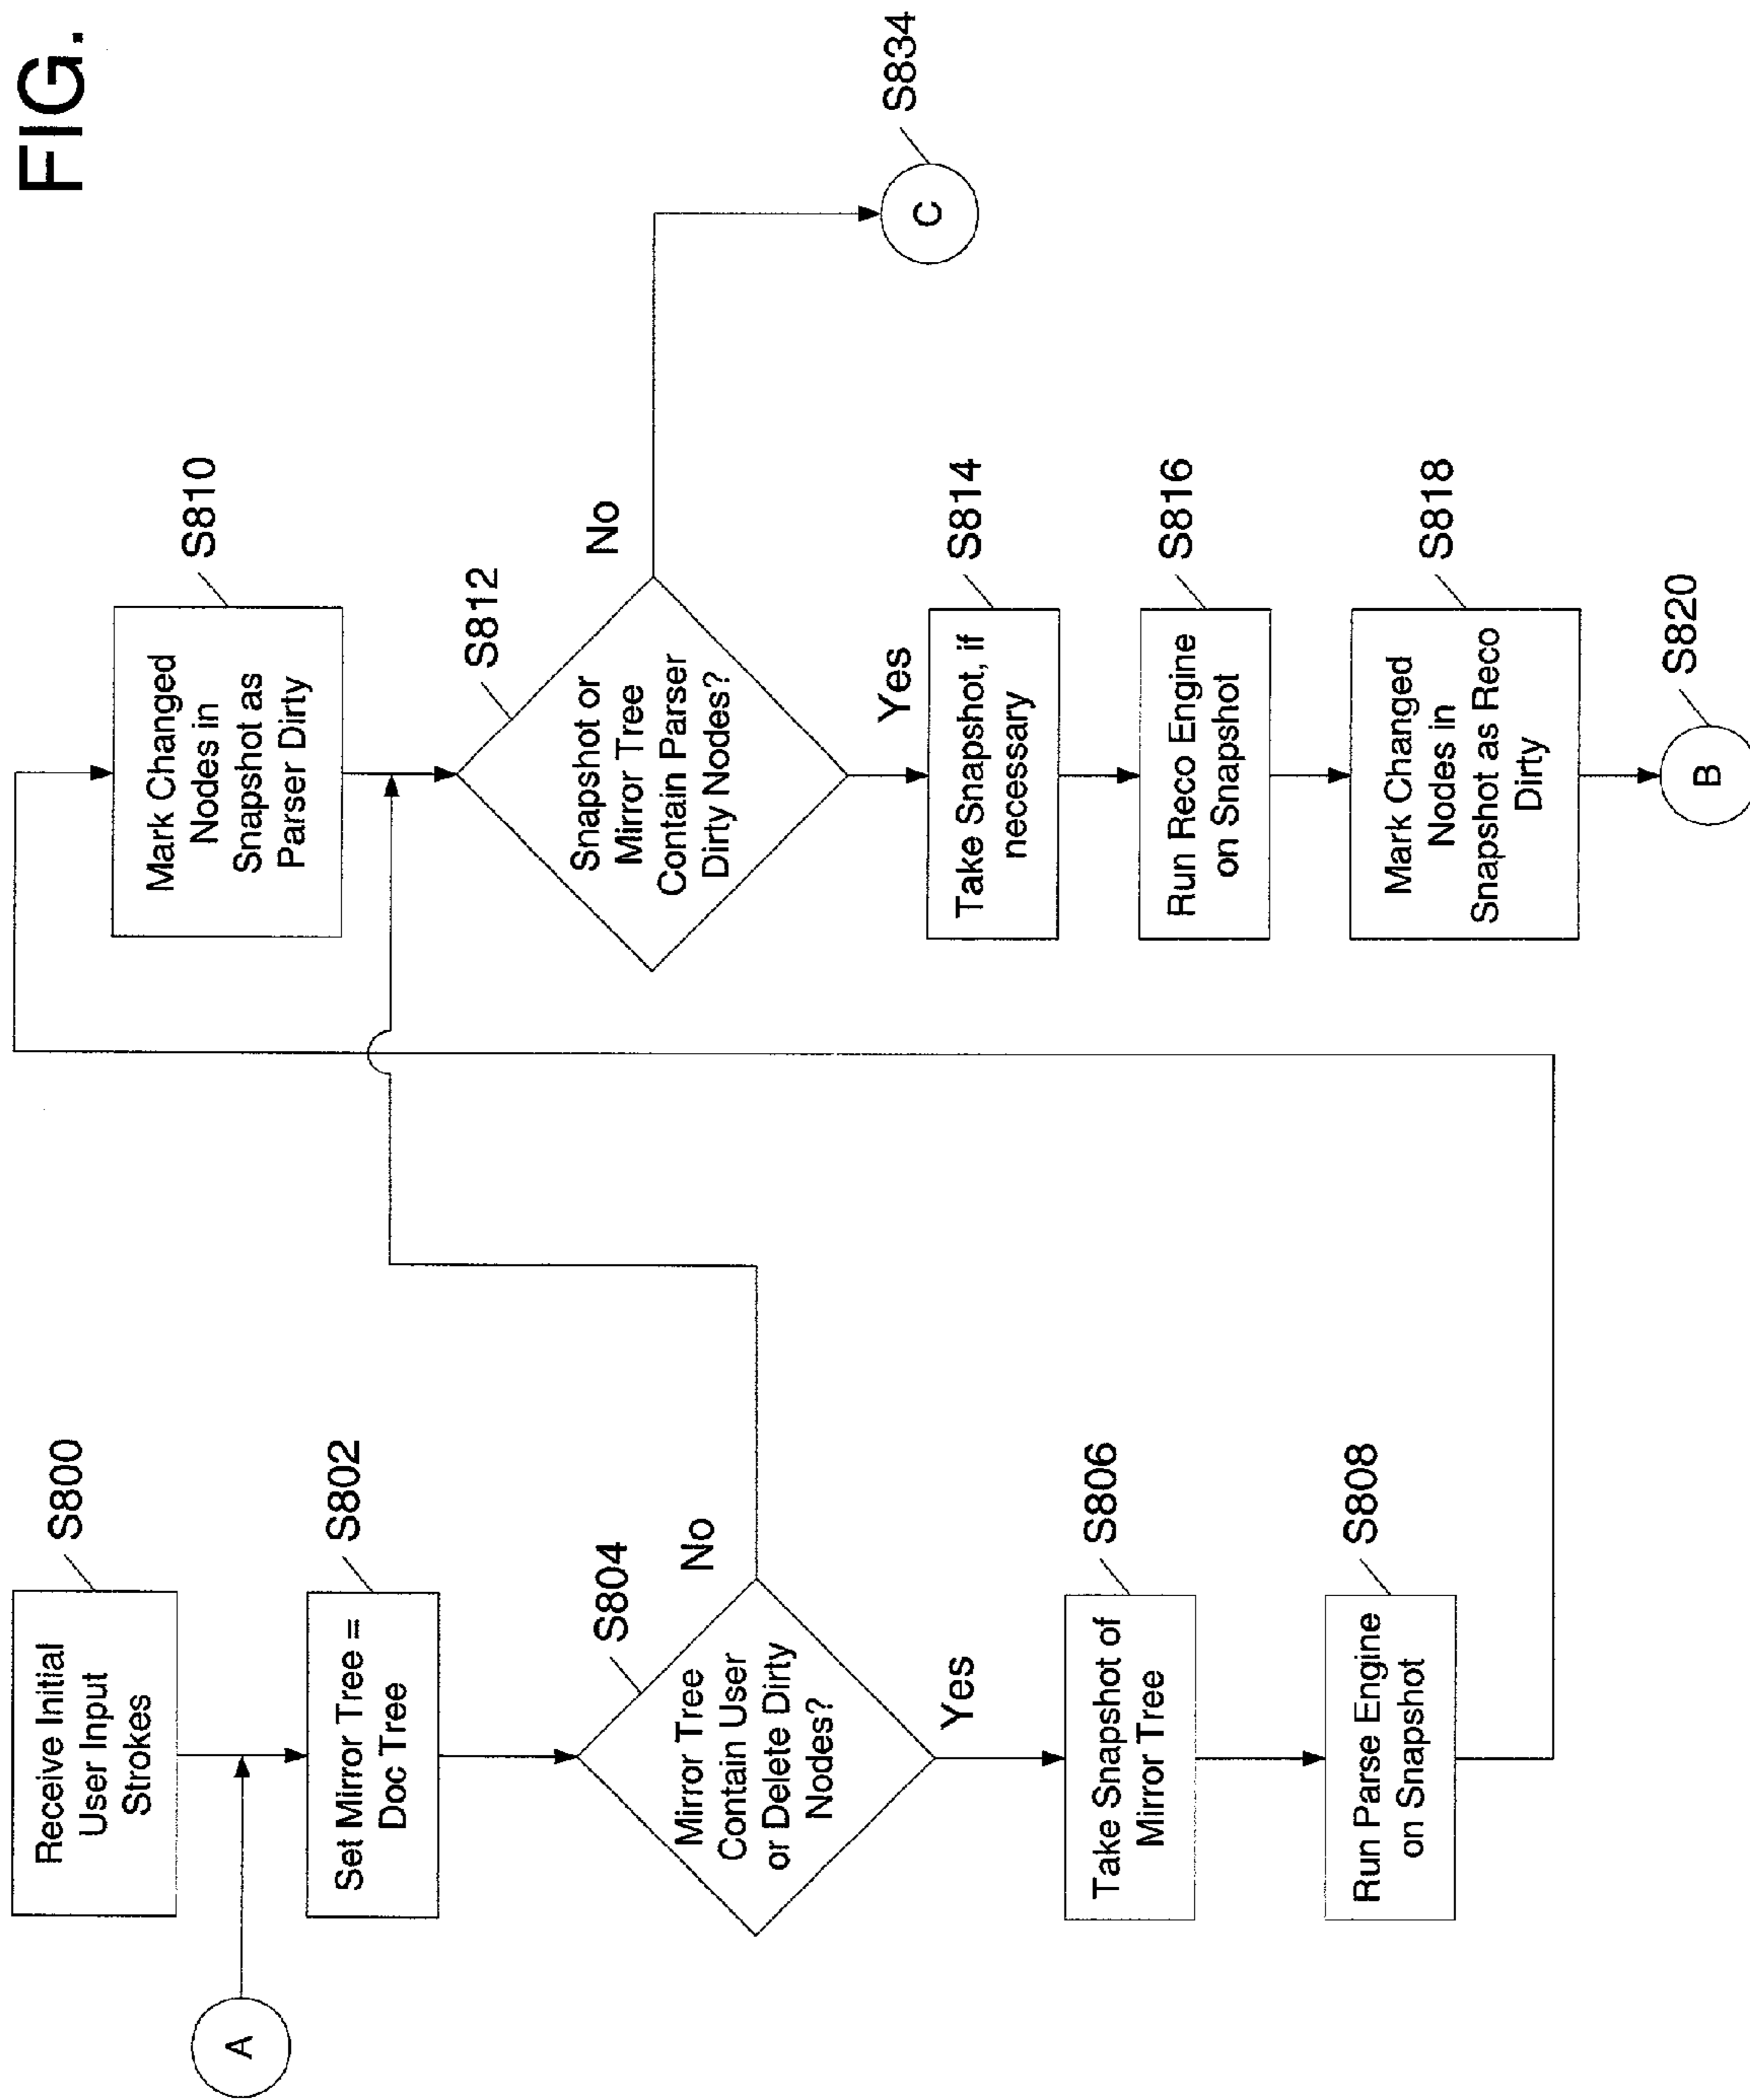 FIG.
A
Receive Initial
User Input
Strokes
S800
Set Mirror Tree =
Doc Tree
S802
Mirror Tree
Contain User
or Delete Dirty
Nodes?
S804
No
Yes
Take Snapshot of
Mirror Tree
S806
Run Parse Engine
on Snapshot
S808
Mark Changed
Nodes in
Snapshot as
Parser Dirty
S810
Snapshot or
Mirror Tree
Contain Parser
Dirty Nodes?
S812
No
Yes
Take Snapshot, if
necessary
S814
Run Reco Engine
on Snapshot
S816
Mark Changed
Nodes in
Snapshot as Reco
Dirty
S818
B
S820
C
S834